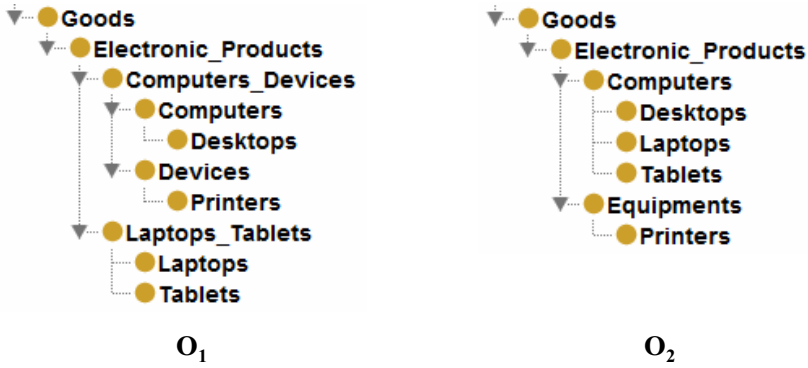 Goods
Electronic_Products
Computers_Devices
Computers
Desktops
Devices
Printers
Laptops_Tablets
Laptops
Tablets
O₁
Goods
Electronic_Products
Computers
Desktops
Laptops
Tablets
Equipments
Printers
O₂